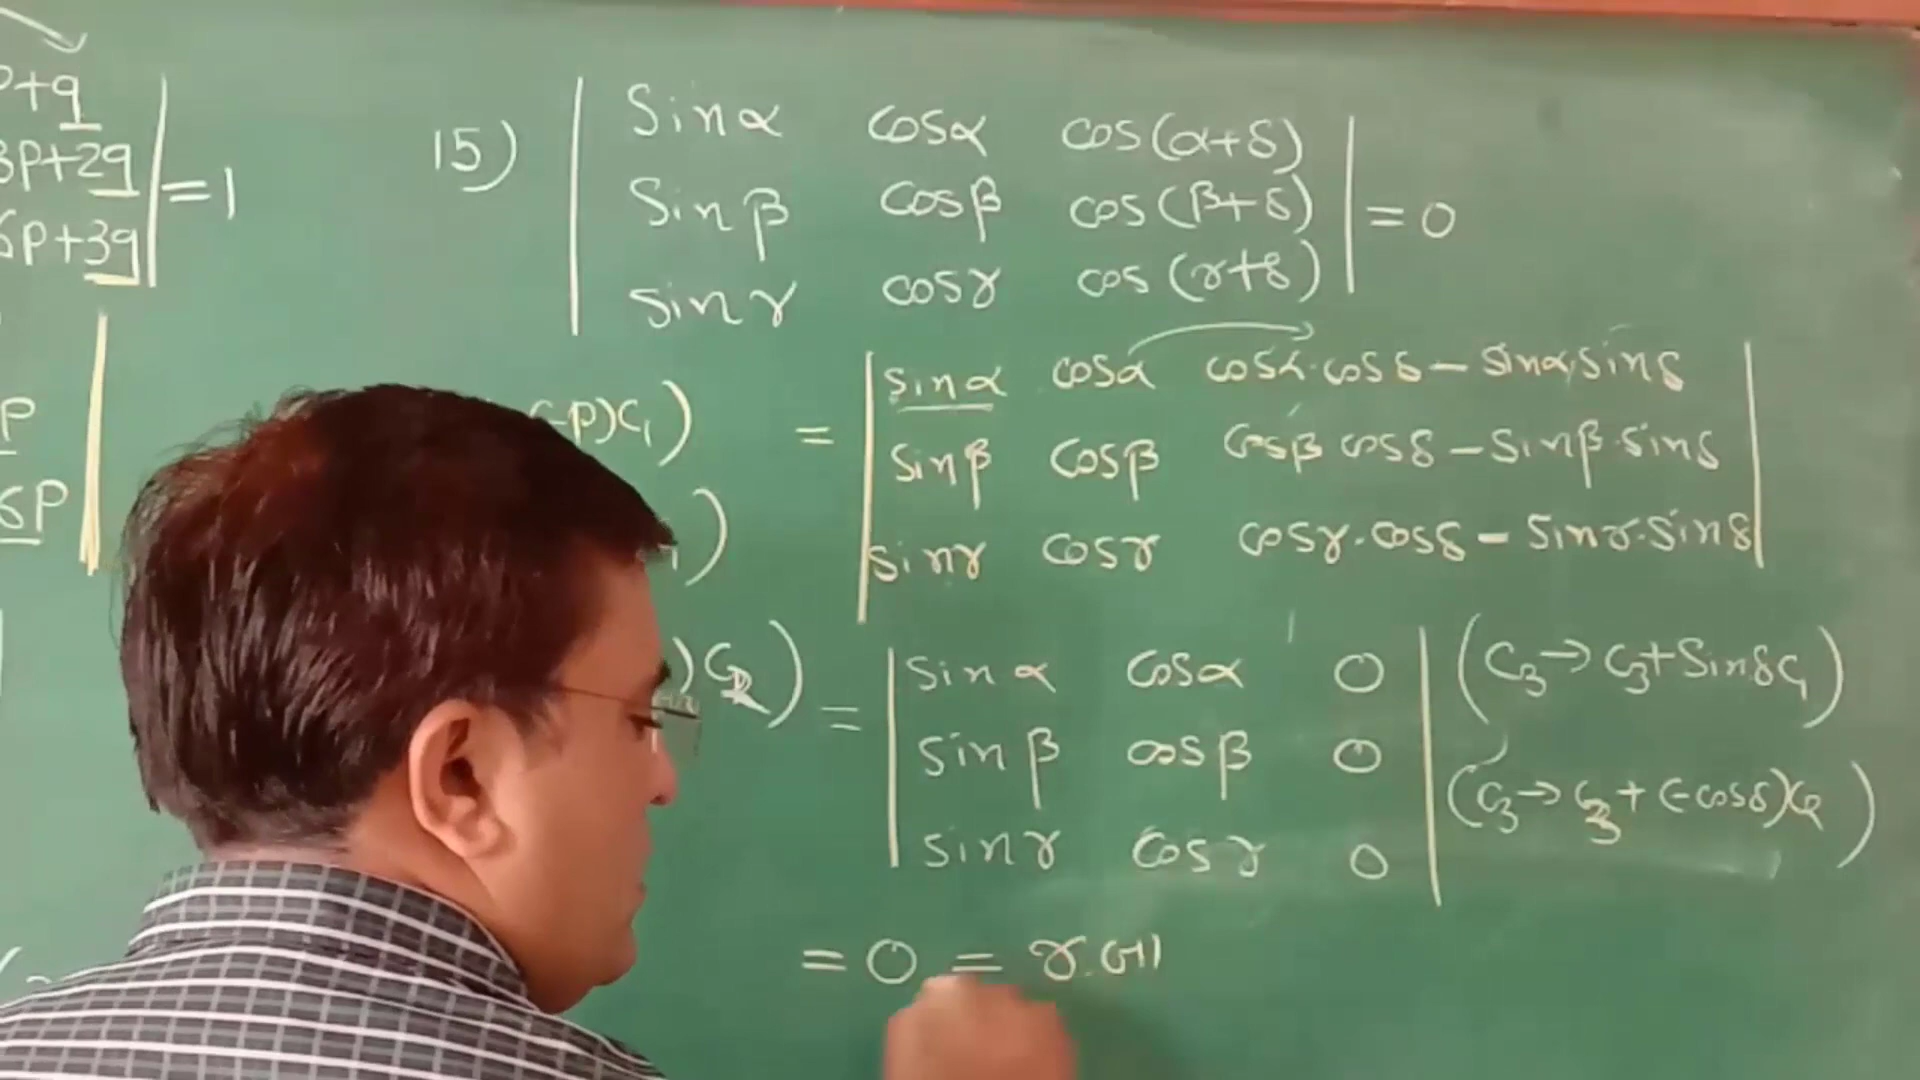 p+q
3p+2q
6p+3q
=1
p
6p
(-p)C₁)
)C₂)
15)
| Sinα cosα cos(α+δ) |
| Sinβ cosβ cos(β+δ) | = 0
| sinγ cosγ cos(γ+δ) |
| sinα cosα cosα·cosδ - sinα·sinδ |
= | sinβ cosβ cosβ cosδ - sinβ·sinδ |
| sinγ cosγ cosγ·cosδ - sinγ·sinδ |
| sinα cosα 0 | (C₃→C₃+sinδC₁)
= | sinβ cosβ 0 | (C₃→C₃+(-cosδ)C₂)
| sinγ cosγ 0 |
= 0 =